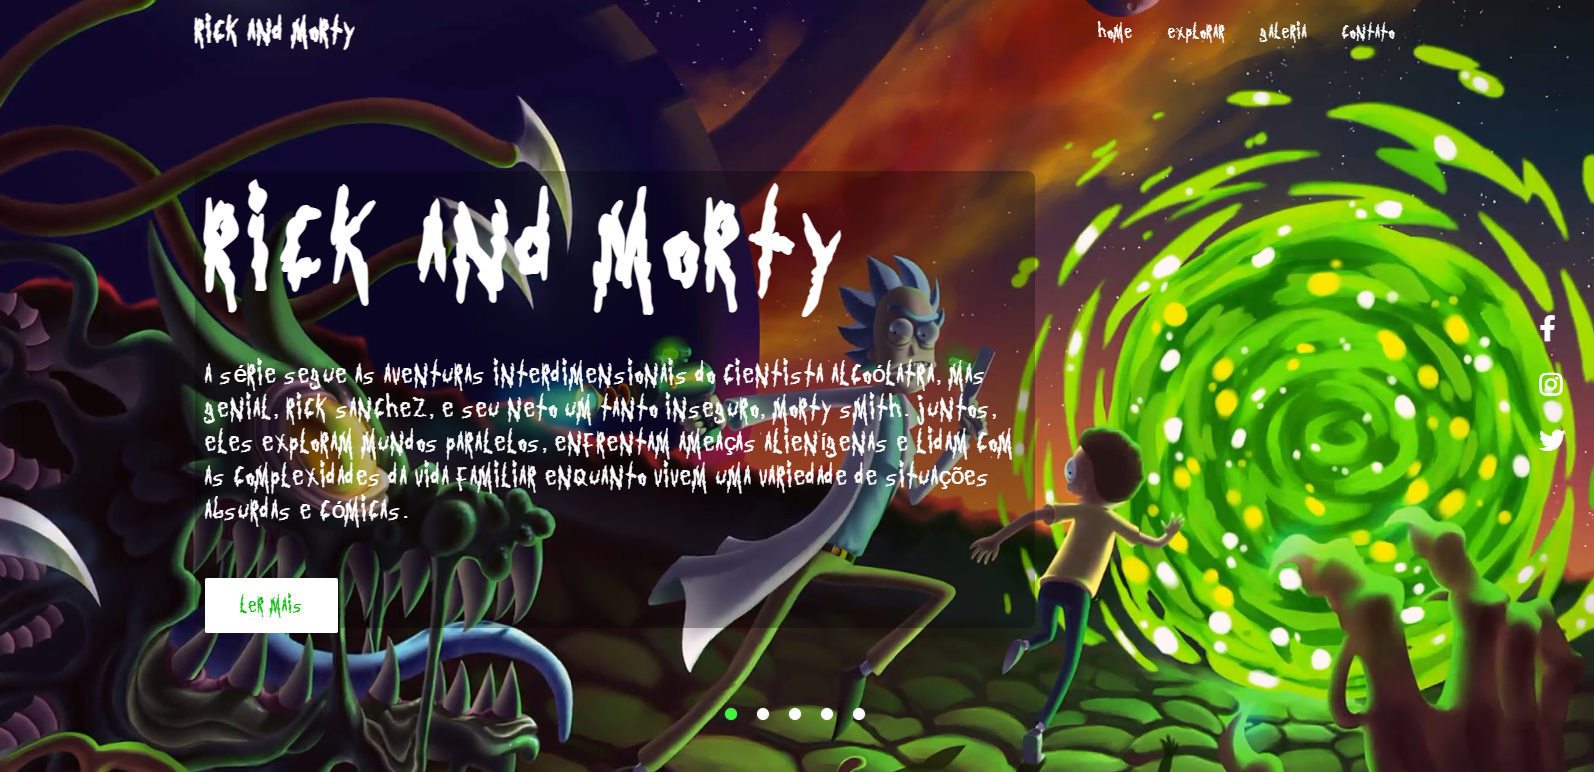 Rick and Morty
home explorar galeria contato
Rick and Morty
A série segue as aventuras interdimensionais do cientista alcoólatra, mas
genial, Rick Sanchez, e seu neto um tanto inseguro, Morty Smith. Juntos,
eles exploram mundos paralelos, enfrentam ameaças alienígenas e lidam com
as complexidades da vida familiar enquanto vivem uma variedade de situações
absurdas e cômicas.
Ler Mais